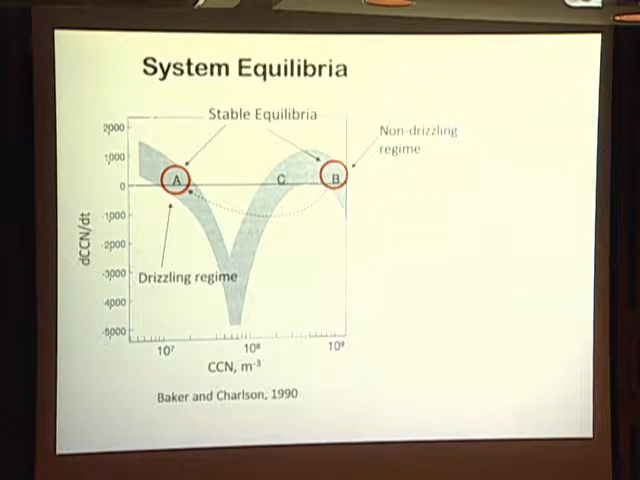 System Equilibria
Stable Equilibria
Non-drizzling
regime
2000
1000
0
-1000
-2000
-3000
-4000
-5000
dCCN/dt
A
C
B
Drizzling regime
10⁷
10⁸
10⁹
CCN, m⁻³
Baker and Charlson, 1990